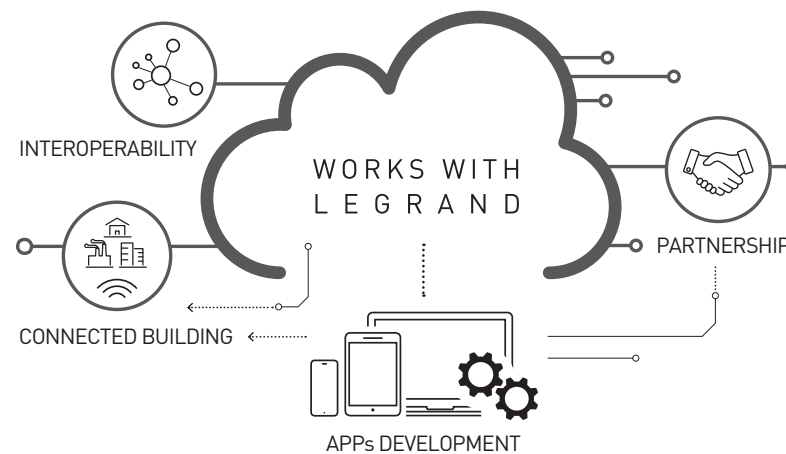 INTEROPERABILITY
WORKS WITH
LEGRAND
PARTNERSHIP
CONNECTED BUILDING
APPs DEVELOPMENT